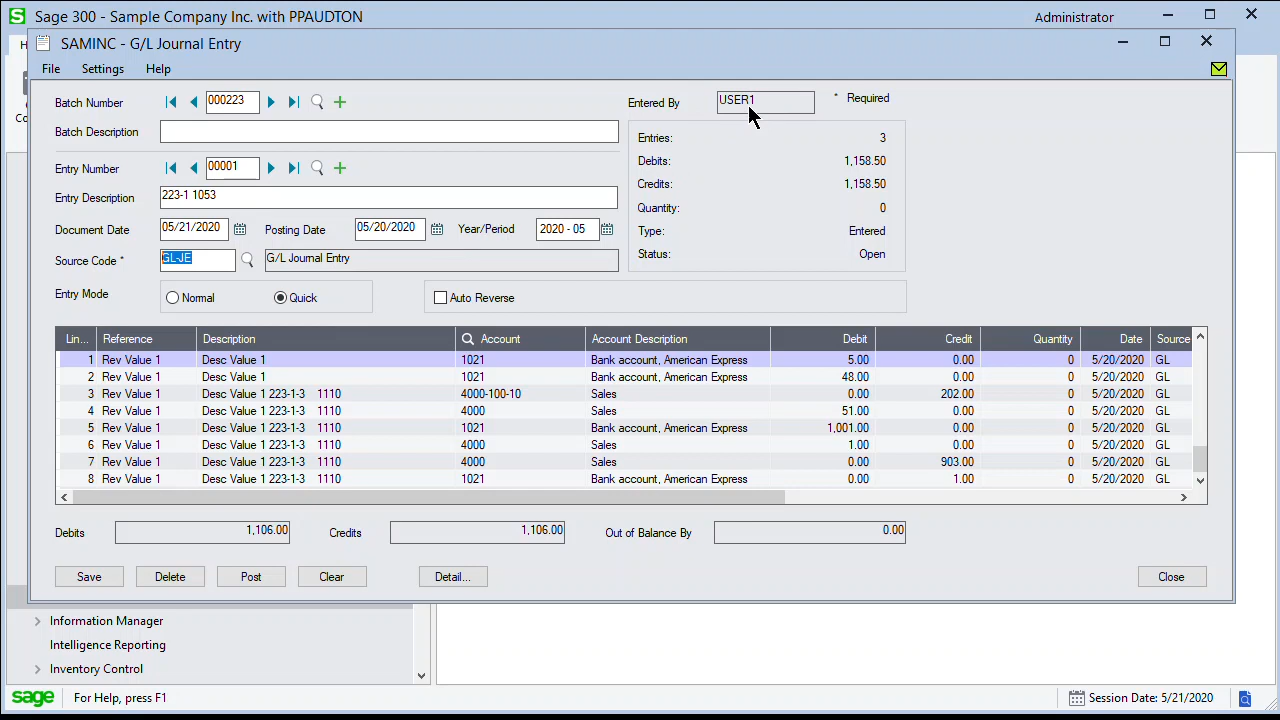 Sage 300 - Sample Company Inc. with PPAUDTON
Administrator
SAMINC - G/L Journal Entry
File Settings Help
Batch Number 000223
Entered By USER1 * Required
Batch Description
Entries: 3
Debits: 1,158.50
Entry Number 00001
Credits: 1,158.50
Entry Description 223-1 1053
Quantity: 0
Document Date 05/21/2020 Posting Date 05/20/2020 Year/Period 2020 - 05
Type: Entered
Source Code * GL-JE G/L Journal Entry
Status: Open
Entry Mode Normal Quick Auto Reverse
Lin... Reference Description Account Account Description Debit Credit Quantity Date Source
1 Rev Value 1 Desc Value 1 1021 Bank account, American Express 5.00 0.00 0 5/20/2020 GL
2 Rev Value 1 Desc Value 1 1021 Bank account, American Express 48.00 0.00 0 5/20/2020 GL
3 Rev Value 1 Desc Value 1 223-1-3 1110 4000-100-10 Sales 0.00 202.00 0 5/20/2020 GL
4 Rev Value 1 Desc Value 1 223-1-3 1110 4000 Sales 51.00 0.00 0 5/20/2020 GL
5 Rev Value 1 Desc Value 1 223-1-3 1110 1021 Bank account, American Express 1,001.00 0.00 0 5/20/2020 GL
6 Rev Value 1 Desc Value 1 223-1-3 1110 4000 Sales 1.00 0.00 0 5/20/2020 GL
7 Rev Value 1 Desc Value 1 223-1-3 1110 4000 Sales 0.00 903.00 0 5/20/2020 GL
8 Rev Value 1 Desc Value 1 223-1-3 1110 1021 Bank account, American Express 0.00 1.00 0 5/20/2020 GL
Debits 1,106.00 Credits 1,106.00 Out of Balance By 0.00
Save Delete Post Clear Detail... Close
Information Manager
Intelligence Reporting
Inventory Control
sage For Help, press F1 Session Date: 5/21/2020